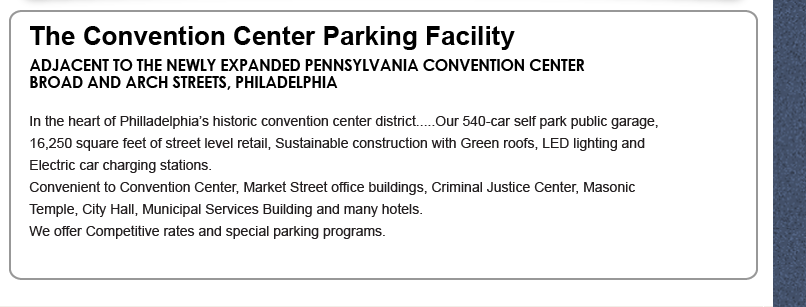 The Convention Center Parking Facility
ADJACENT TO THE NEWLY EXPANDED PENNSYLVANIA CONVENTION CENTER
BROAD AND ARCH STREETS, PHILADELPHIA
In the heart of Philladelphia's historic convention center district.....Our 540-car self park public garage,
16,250 square feet of street level retail, Sustainable construction with Green roofs, LED lighting and
Electric car charging stations.
Convenient to Convention Center, Market Street office buildings, Criminal Justice Center, Masonic
Temple, City Hall, Municipal Services Building and many hotels.
We offer Competitive rates and special parking programs.